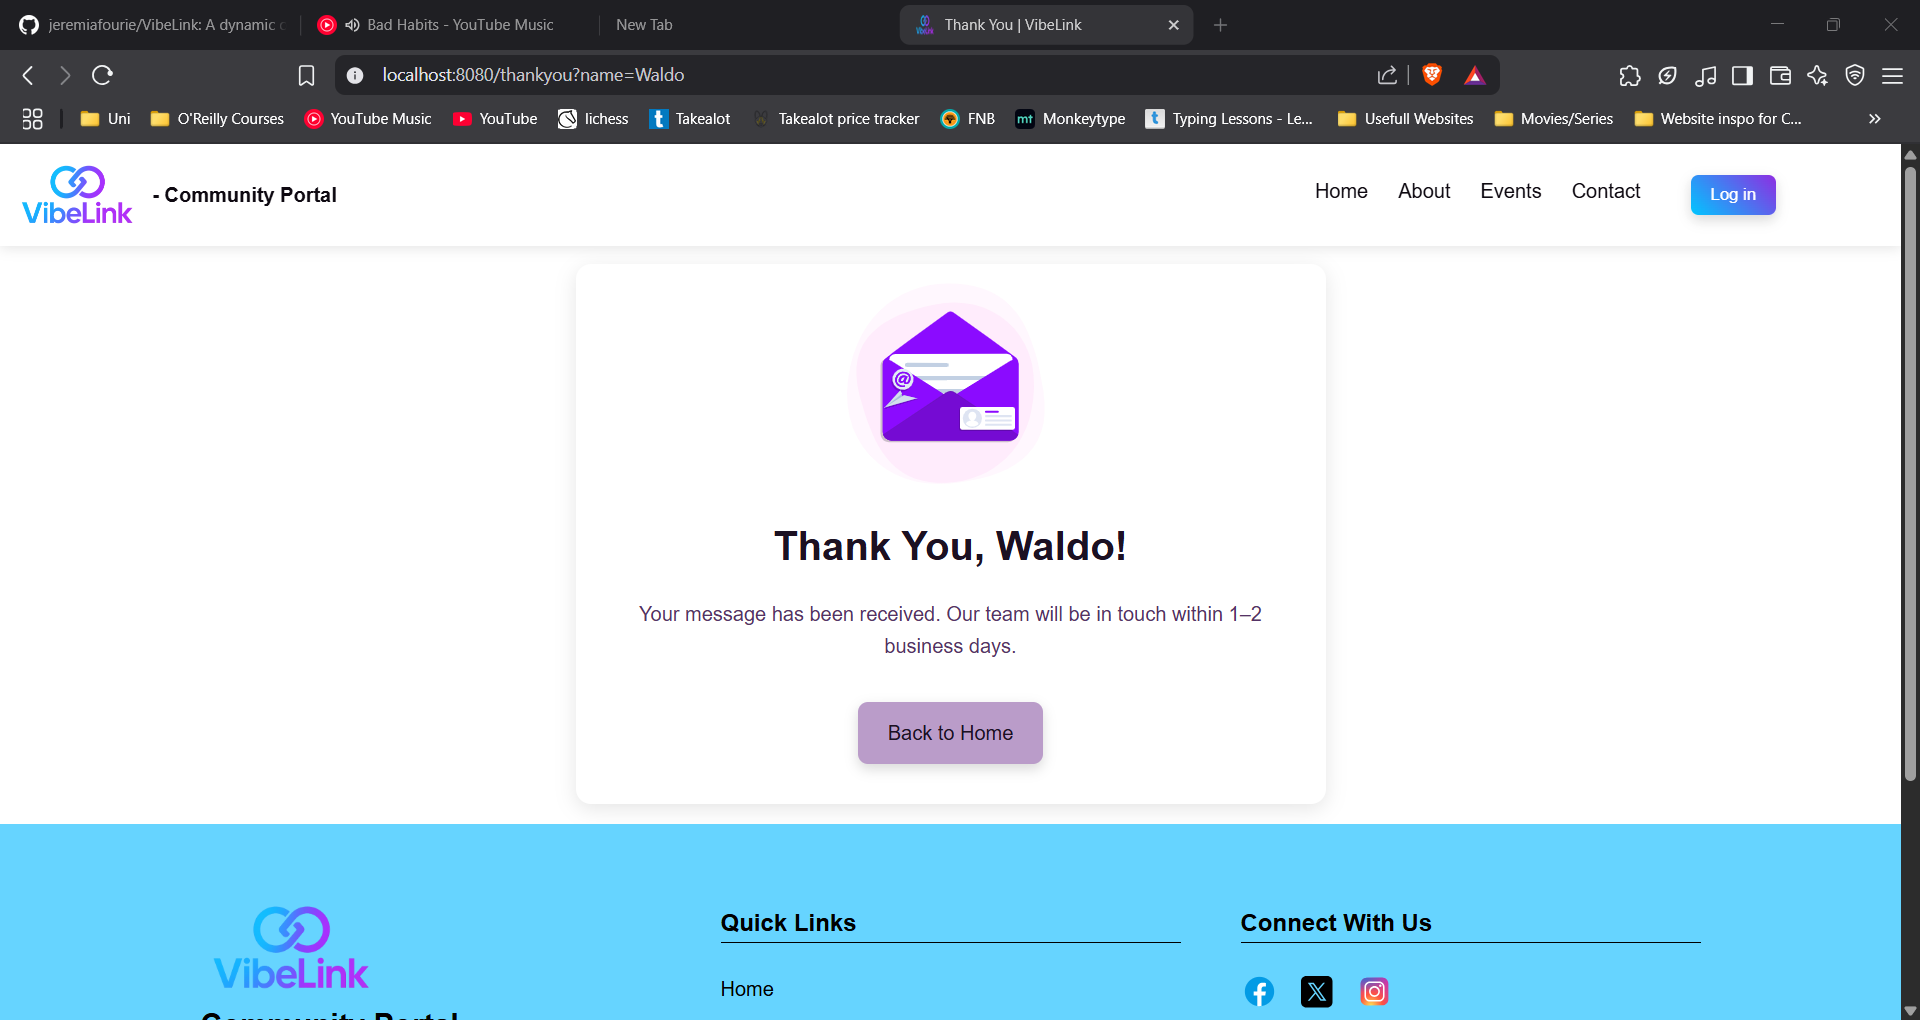 jeremiafourie/VibeLink: A dynamic c
Bad Habits - YouTube Music
New Tab
Thank You | VibeLink
localhost:8080/thankyou?name=Waldo
Uni
O'Reilly Courses
YouTube Music
YouTube
lichess
Takealot
Takealot price tracker
FNB
mt
Monkeytype
Typing Lessons - Le...
Usefull Websites
Movies/Series
Website inspo for C...
VibeLink
- Community Portal
Home
About
Events
Contact
Log in
@
Thank You, Waldo!
Your message has been received. Our team will be in touch within 1–2
business days.
Back to Home
VibeLink
Community Portal
Quick Links
Home
Connect With Us